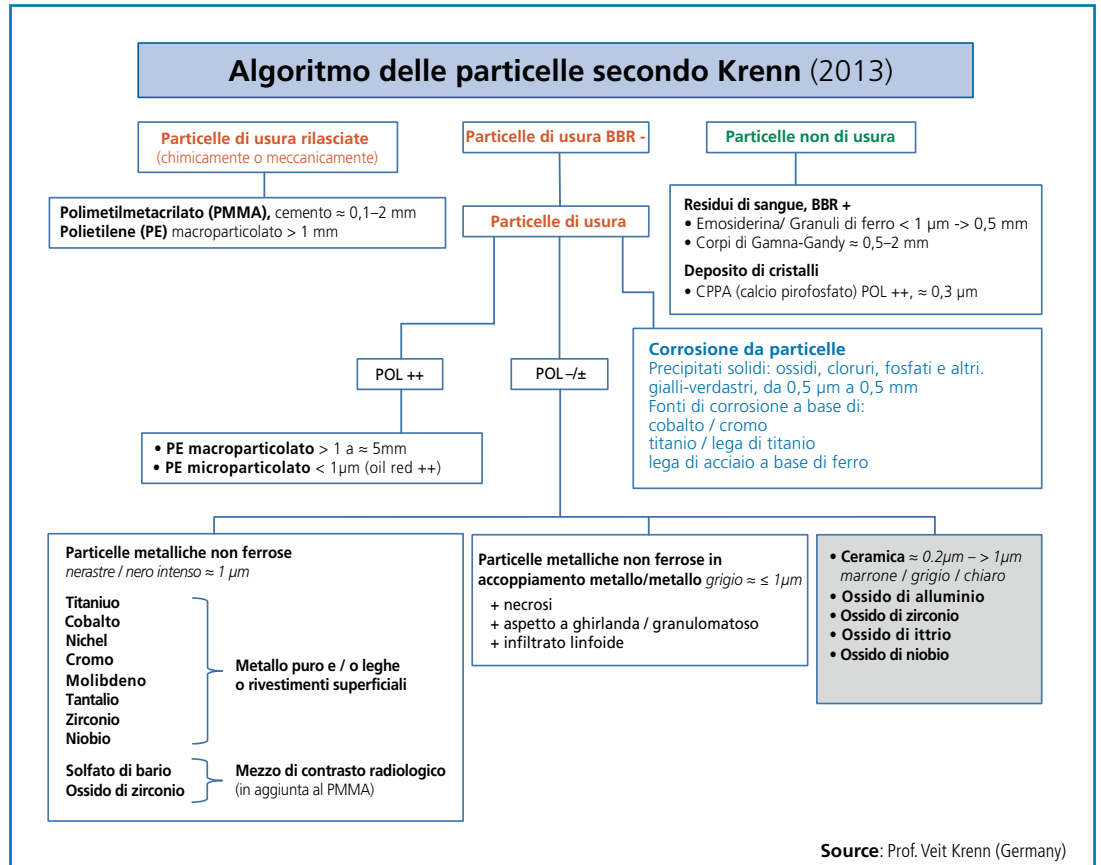 Algoritmo delle particelle secondo Krenn (2013)
Particelle di usura rilasciate
(chimicamente o meccanicamente)
Polimetilmetacrilato (PMMA), cemento ≈ 0,1–2 mm
Polietilene (PE) macroparticolato > 1 mm
Particelle di usura BBR -
Particelle di usura
Particelle non di usura
Residui di sangue, BBR +
• Emosiderina/ Granuli di ferro < 1 µm -> 0,5 mm
• Corpi di Gamna-Gandy ≈ 0,5–2 mm
Deposito di cristalli
• CPPA (calcio pirofosfato) POL ++, ≈ 0,3 µm
Corrosione da particelle
Precipitati solidi: ossidi, cloruri, fosfati e altri.
gialli-verdastri, da 0,5 µm a 0,5 mm
Fonti di corrosione a base di:
cobalto / cromo
titanio / lega di titanio
lega di acciaio a base di ferro
POL ++
POL –/±
• PE macroparticolato > 1 a ≈ 5mm
• PE microparticolato < 1µm (oil red ++)
Particelle metalliche non ferrose
nerastre / nero intenso ≈ 1 µm
Titaniuo
Cobalto
Nichel
Cromo
Molibdeno
Tantalio
Zirconio
Niobio
Metallo puro e / o leghe
o rivestimenti superficiali
Solfato di bario
Ossido di zirconio
Mezzo di contrasto radiologico
(in aggiunta al PMMA)
Particelle metalliche non ferrose in
accoppiamento metallo/metallo grigio ≈ ≤ 1µm
+ necrosi
+ aspetto a ghirlanda / granulomatoso
+ infiltrato linfoide
• Ceramica ≈ 0.2µm – > 1µm
marrone / grigio / chiaro
• Ossido di alluminio
• Ossido di zirconio
• Ossido di ittrio
• Ossido di niobio
Source: Prof. Veit Krenn (Germany)